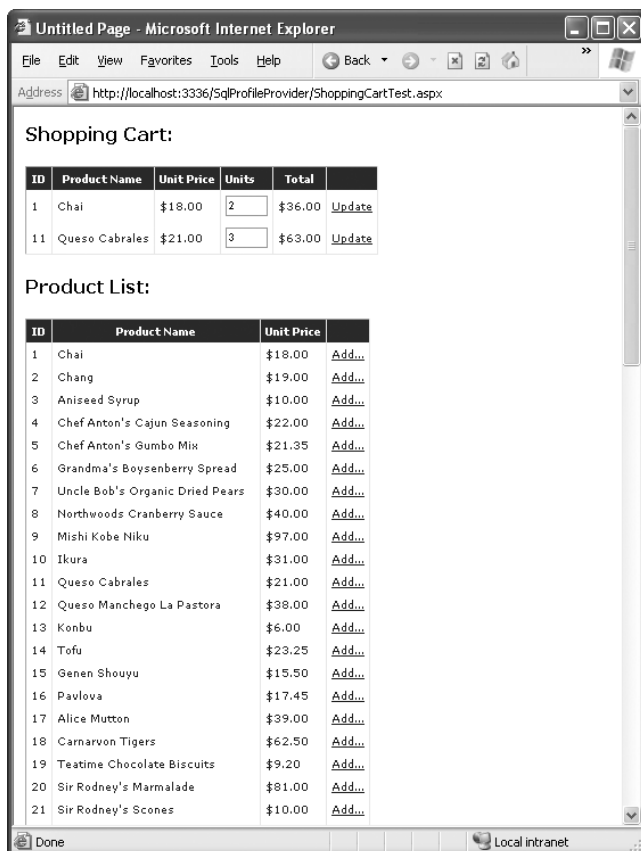 Untitled Page - Microsoft Internet Explorer
File Edit View Favorites Tools Help Back »
Address http://localhost:3336/SqlProfileProvider/ShoppingCartTest.aspx
Shopping Cart:
ID Product Name Unit Price Units Total
1 Chai $18.00 2 $36.00 Update
11 Queso Cabrales $21.00 3 $63.00 Update
Product List:
ID Product Name Unit Price
1 Chai $18.00 Add...
2 Chang $19.00 Add...
3 Aniseed Syrup $10.00 Add...
4 Chef Anton's Cajun Seasoning $22.00 Add...
5 Chef Anton's Gumbo Mix $21.35 Add...
6 Grandma's Boysenberry Spread $25.00 Add...
7 Uncle Bob's Organic Dried Pears $30.00 Add...
8 Northwoods Cranberry Sauce $40.00 Add...
9 Mishi Kobe Niku $97.00 Add...
10 Ikura $31.00 Add...
11 Queso Cabrales $21.00 Add...
12 Queso Manchego La Pastora $38.00 Add...
13 Konbu $6.00 Add...
14 Tofu $23.25 Add...
15 Genen Shouyu $15.50 Add...
16 Pavlova $17.45 Add...
17 Alice Mutton $39.00 Add...
18 Carnarvon Tigers $62.50 Add...
19 Teatime Chocolate Biscuits $9.20 Add...
20 Sir Rodney's Marmalade $81.00 Add...
21 Sir Rodney's Scones $10.00 Add...
Done Local intranet